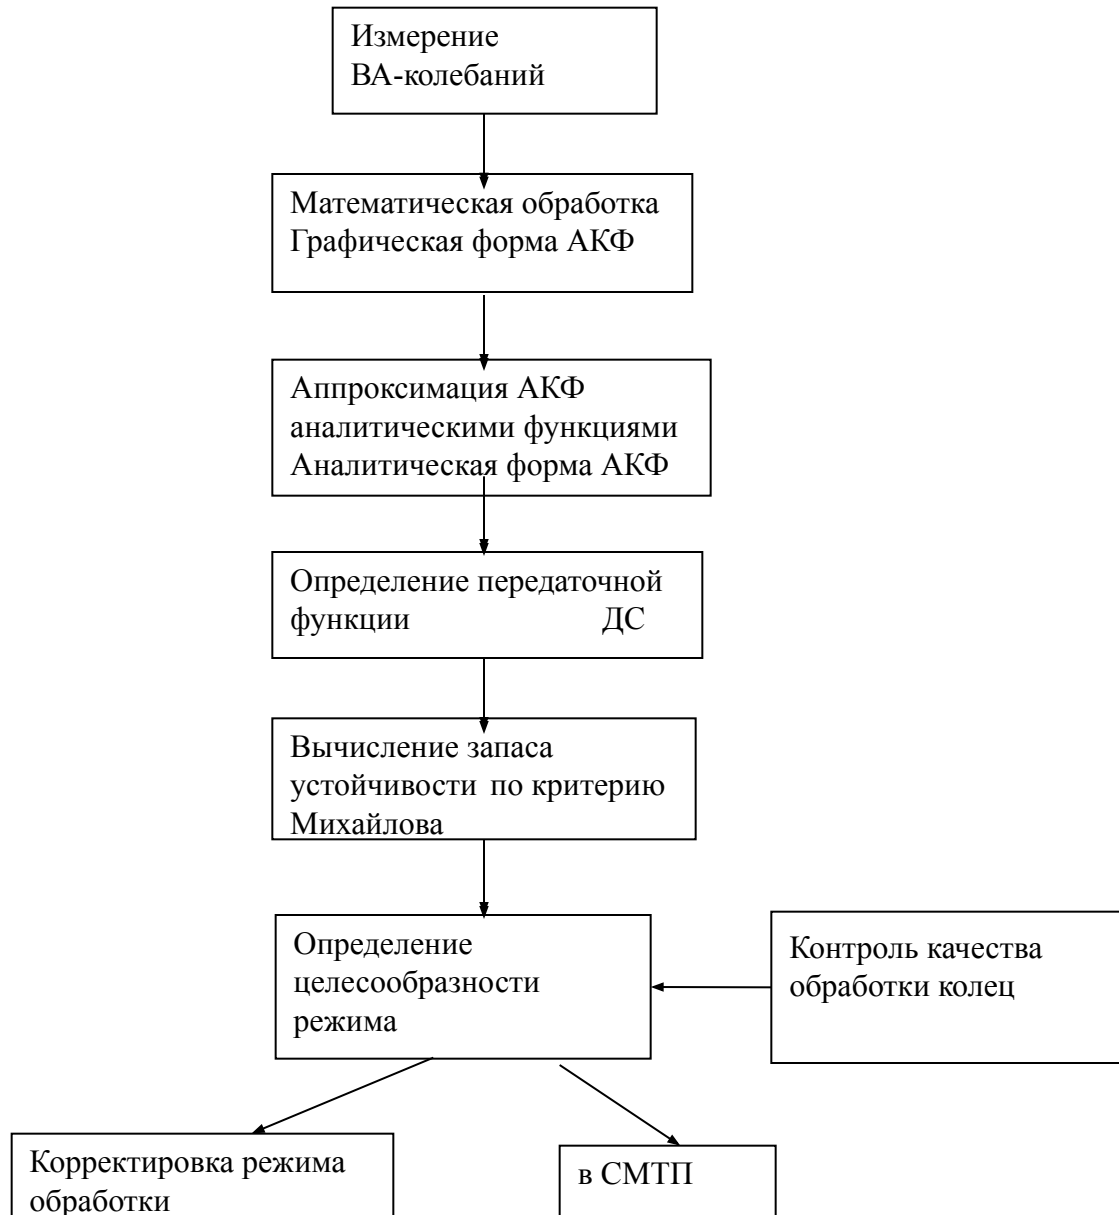 Измерение
ВА-колебаний
Математическая обработка
Графическая форма АКФ
Аппроксимация АКФ
аналитическими функциями
Аналитическая форма АКФ
Определение передаточной
функции ДС
Вычисление запаса
устойчивости по критерию
Михайлова
Определение
целесообразности
режима
Контроль качества
обработки колец
Корректировка режима
обработки
в СМТП